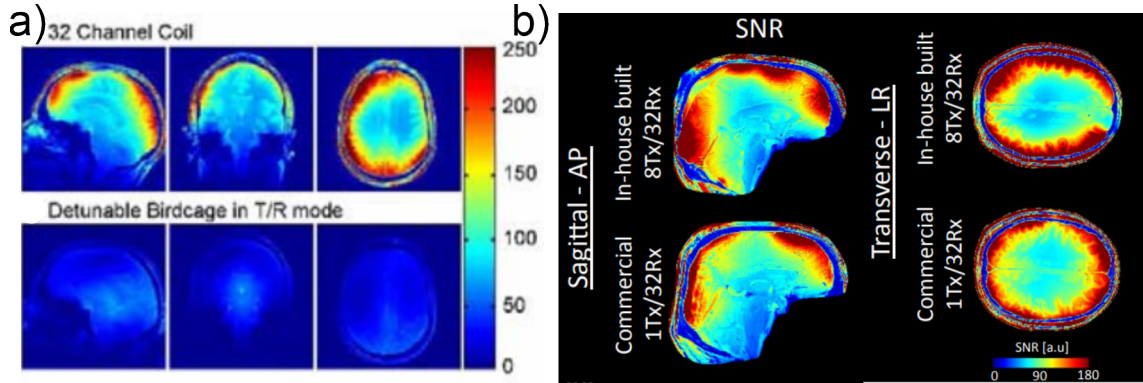 a)
32 Channel Coil
Detunable Birdcage in T/R mode
250
200
150
100
50
0
b)
SNR
Sagittal - AP
In-house built
8Tx/32Rx
Commercial
1Tx/32Rx
Transverse - LR
In-house built
8Tx/32Rx
Commercial
1Tx/32Rx
SNR [a.u]
0 90 180